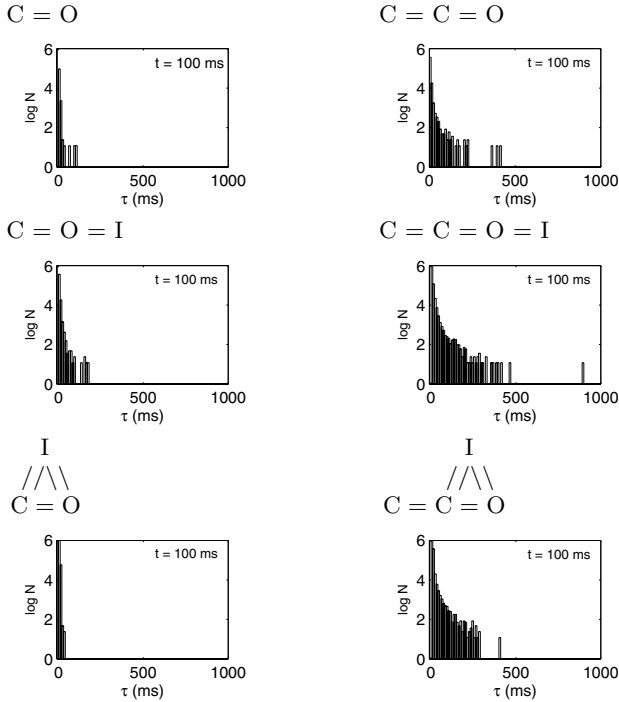 C = O
C = C = O
6
4
2
0
log N
t = 100 ms
0 500 1000
τ (ms)
6
4
2
0
log N
t = 100 ms
0 500 1000
τ (ms)
C = O = I
C = C = O = I
6
4
2
0
log N
t = 100 ms
0 500 1000
τ (ms)
6
4
2
0
log N
t = 100 ms
0 500 1000
τ (ms)
I
C = O
I
C = C = O
6
4
2
0
log N
t = 100 ms
0 500 1000
τ (ms)
6
4
2
0
log N
t = 100 ms
0 500 1000
τ (ms)